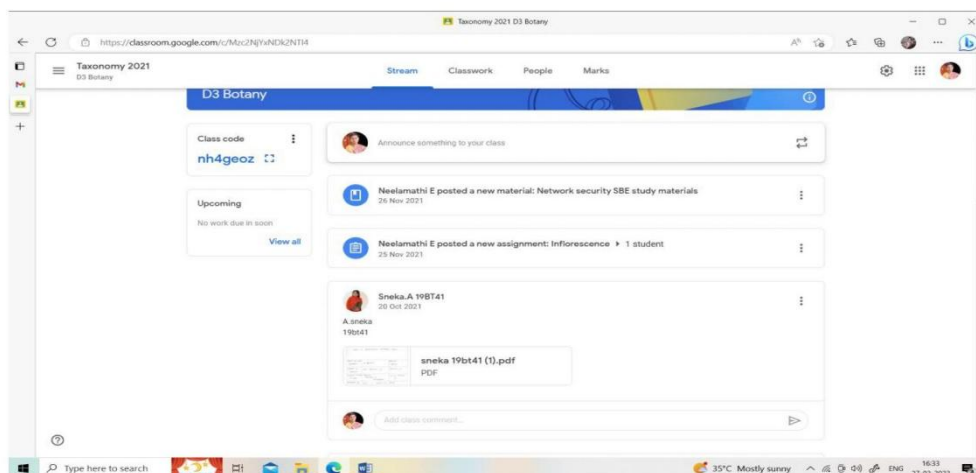 Taxonomy 2021 D3 Botany
https://classroom.google.com/c/Mzc2NjYxNDk2NTI4
Taxonomy 2021
D3 Botany
Stream Classwork People Marks
D3 Botany
Class code
nh4geoz
Announce something to your class
Upcoming
No work due in soon
View all
Neelamathi E posted a new material: Network security SBE study materials
26 Nov 2021
Neelamathi E posted a new assignment: Inflorescence 1 student
25 Nov 2021
Sneka.A 19BT41
20 Oct 2021
A.sneka
19bt41
sneka 19bt41 (1).pdf
PDF
Add class comment...
Type here to search
35°C Mostly sunny
ENG
16:33